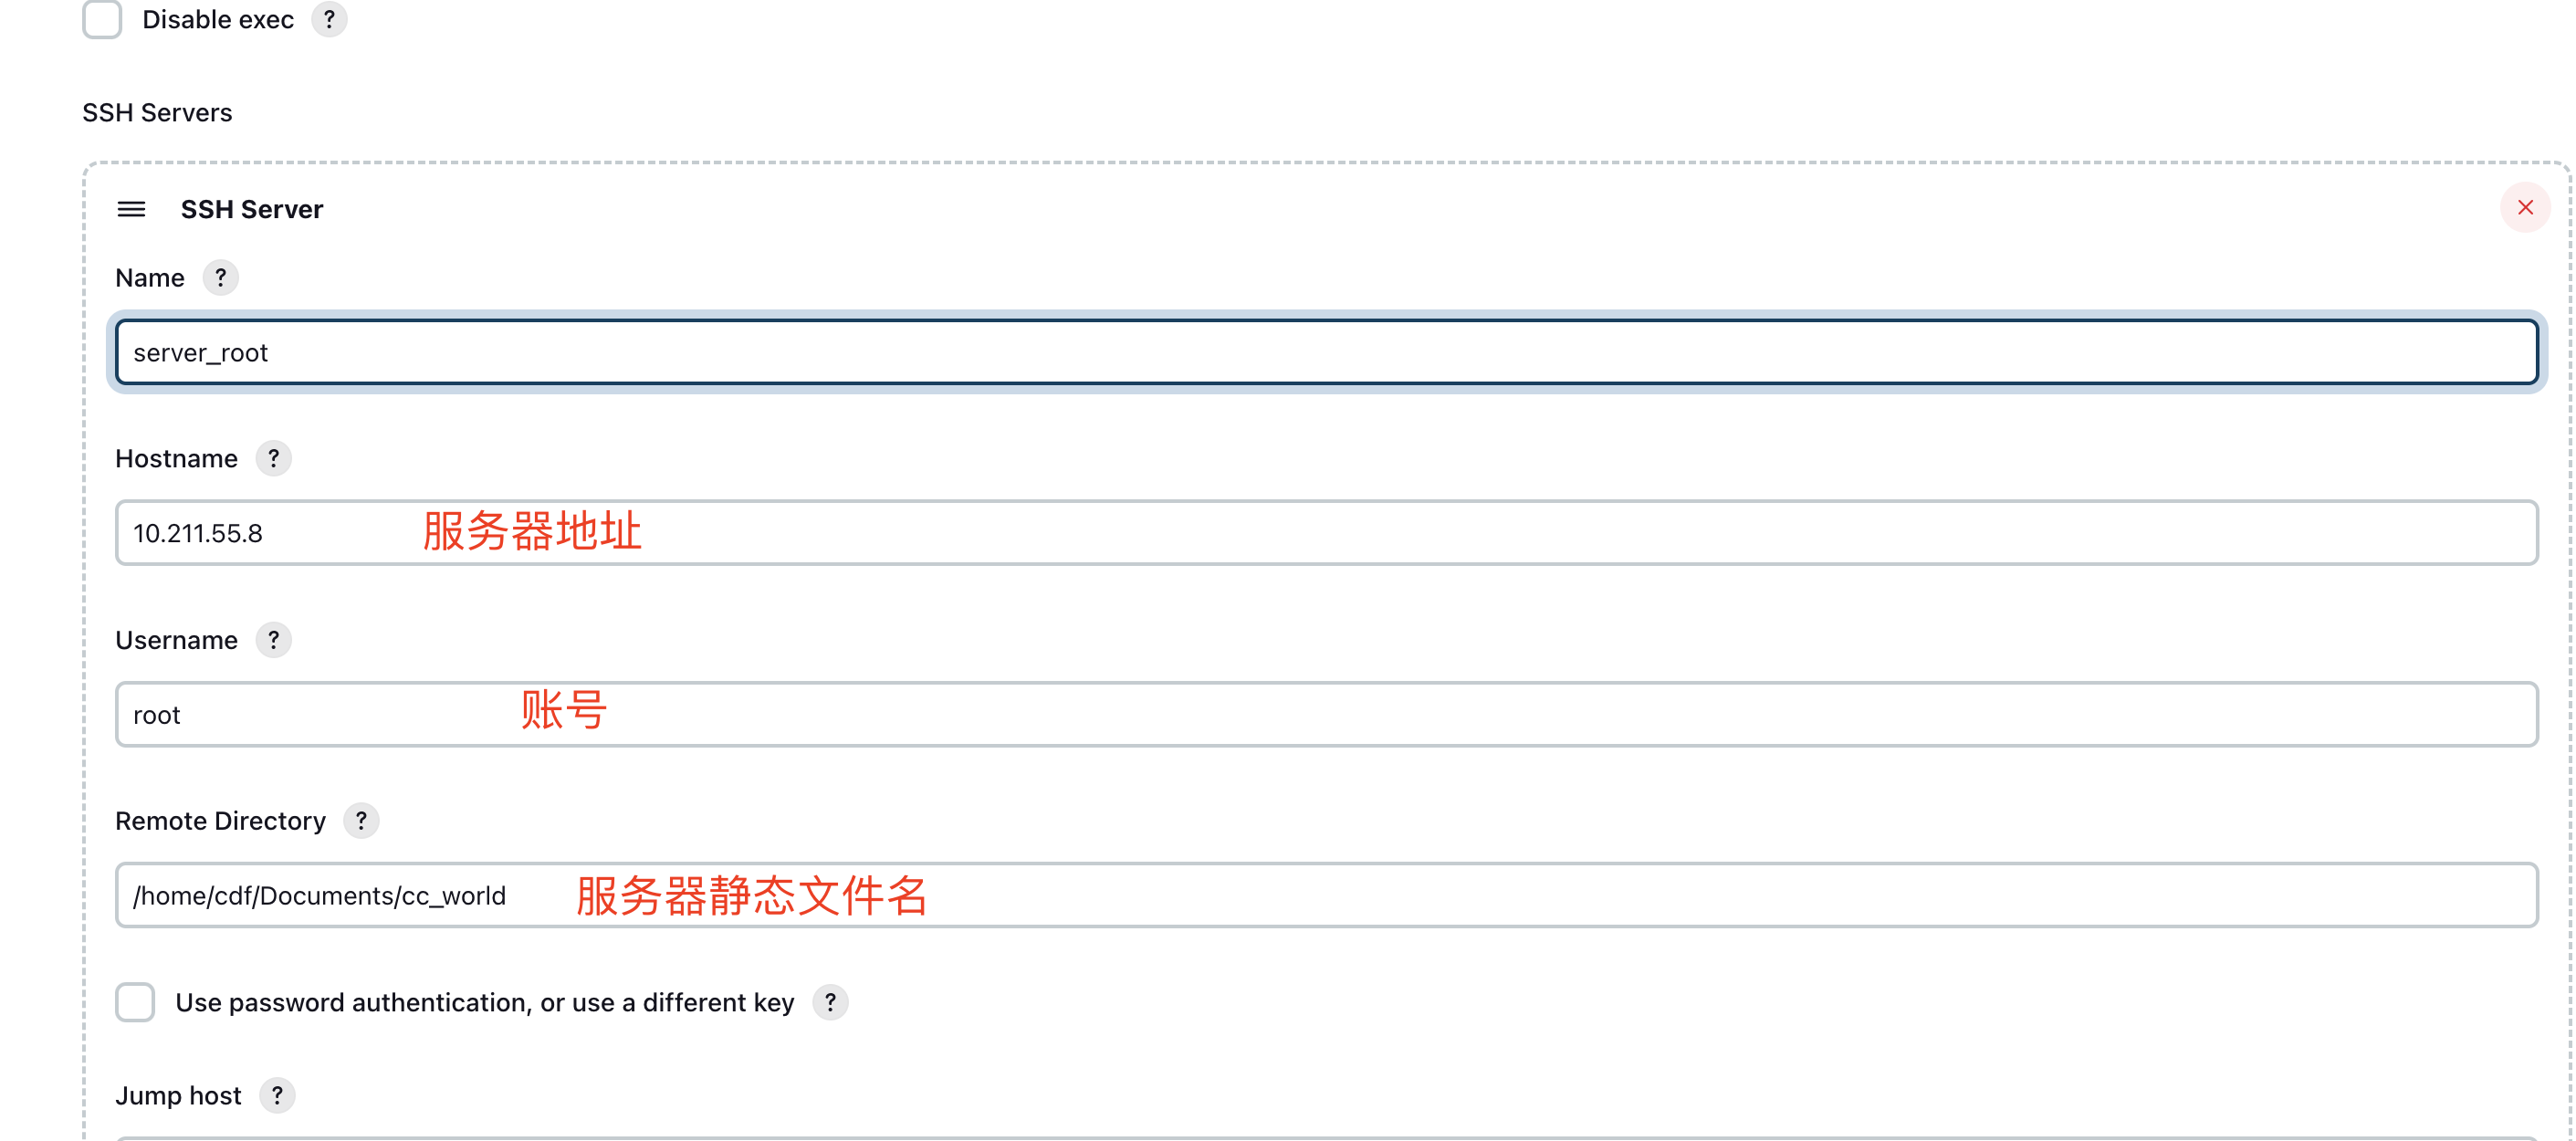 Disable exec ?
SSH Servers
SSH Server
Name ?
server_root
Hostname ?
10.211.55.8 服务器地址
Username ?
root 账号
Remote Directory ?
/home/cdf/Documents/cc_world 服务器静态文件名
Use password authentication, or use a different key ?
Jump host ?